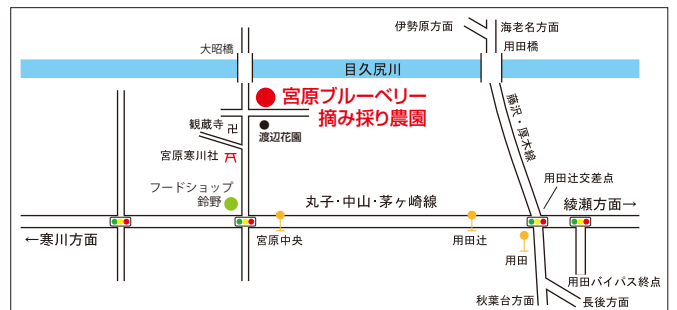 伊勢原方面
海老名方面
大昭橋
用田橋
目久尻川
宮原ブルーベリー
摘み採り農園
藤沢・厚木線
観蔵寺 卍
渡辺花園
宮原寒川社
フードショップ
鈴野
丸子・中山・茅ヶ崎線
用田辻交差点
綾瀬方面→
←寒川方面
宮原中央
用田辻
用田
用田バイパス終点
秋葉台方面
長後方面